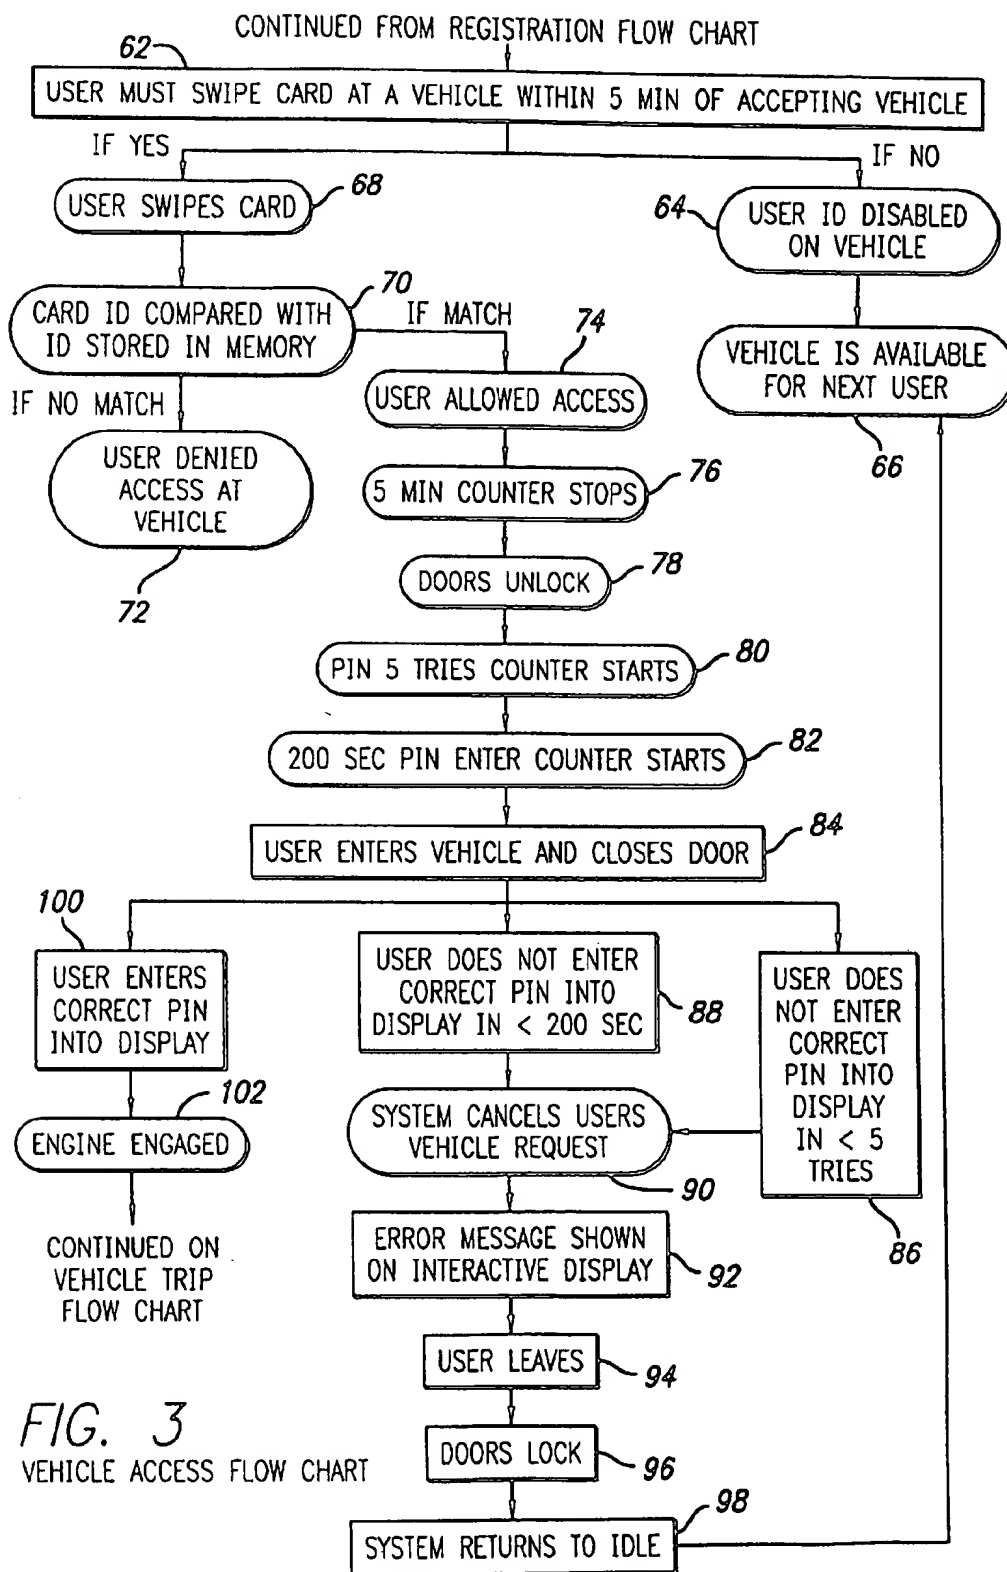 CONTINUED FROM REGISTRATION FLOW CHART
62
USER MUST SWIPE CARD AT A VEHICLE WITHIN 5 MIN OF ACCEPTING VEHICLE
IF YES
IF NO
USER SWIPES CARD
68
64
USER ID DISABLED
ON VEHICLE
70
CARD ID COMPARED WITH
ID STORED IN MEMORY
IF MATCH
74
VEHICLE IS AVAILABLE
FOR NEXT USER
66
USER ALLOWED ACCESS
IF NO MATCH
USER DENIED
ACCESS AT
VEHICLE
72
5 MIN COUNTER STOPS
76
DOORS UNLOCK
78
PIN 5 TRIES COUNTER STARTS
80
200 SEC PIN ENTER COUNTER STARTS
82
USER ENTERS VEHICLE AND CLOSES DOOR
84
100
USER ENTERS
CORRECT PIN
INTO DISPLAY
USER DOES NOT ENTER
CORRECT PIN INTO
DISPLAY IN < 200 SEC
88
USER DOES
NOT ENTER
CORRECT
PIN INTO
DISPLAY
IN < 5
TRIES
86
102
ENGINE ENGAGED
CONTINUED ON
VEHICLE TRIP
FLOW CHART
SYSTEM CANCELS USERS
VEHICLE REQUEST
90
ERROR MESSAGE SHOWN
ON INTERACTIVE DISPLAY
92
USER LEAVES
94
DOORS LOCK
96
98
SYSTEM RETURNS TO IDLE
FIG. 3
VEHICLE ACCESS FLOW CHART